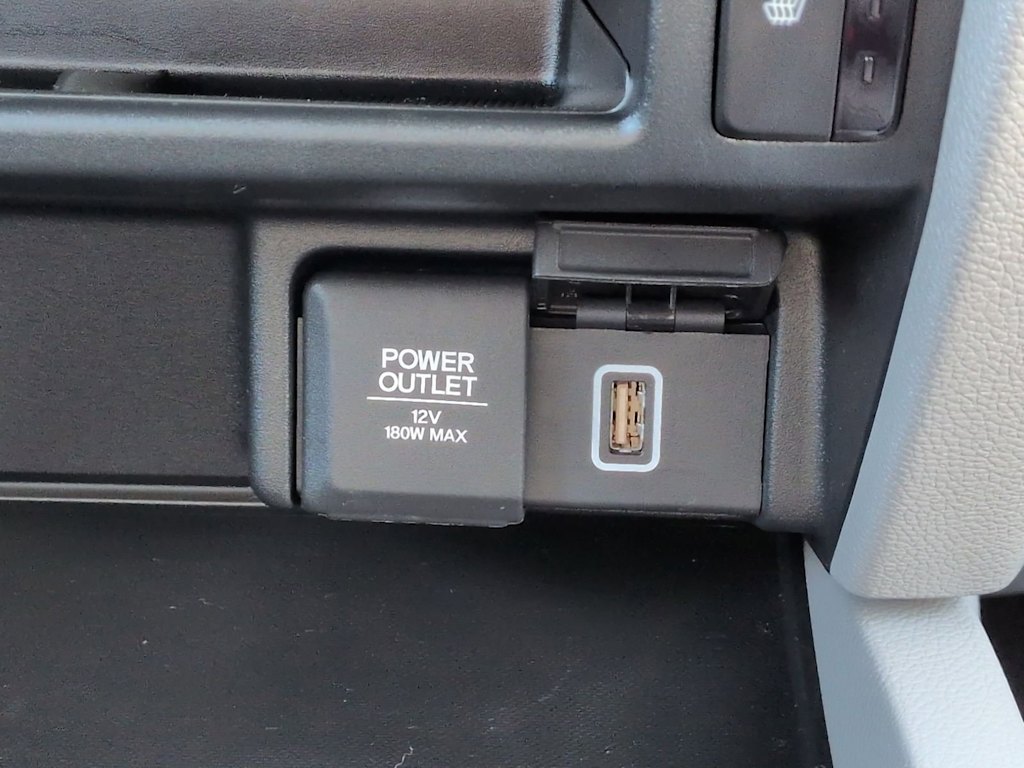 POWER
OUTLET
12V
180W MAX